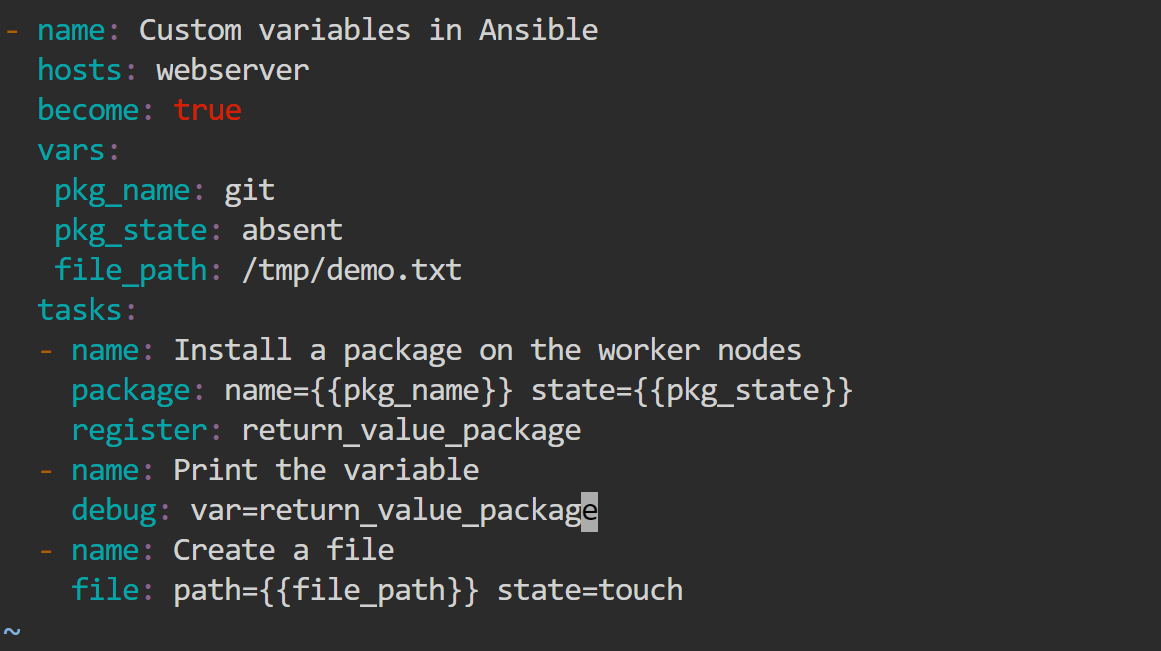 - name: Custom variables in Ansible
  hosts: webserver
  become: true
  vars:
   pkg_name: git
   pkg_state: absent
   file_path: /tmp/demo.txt
  tasks:
  - name: Install a package on the worker nodes
    package: name={{pkg_name}} state={{pkg_state}}
    register: return_value_package
  - name: Print the variable
    debug: var=return_value_package
  - name: Create a file
    file: path={{file_path}} state=touch
~